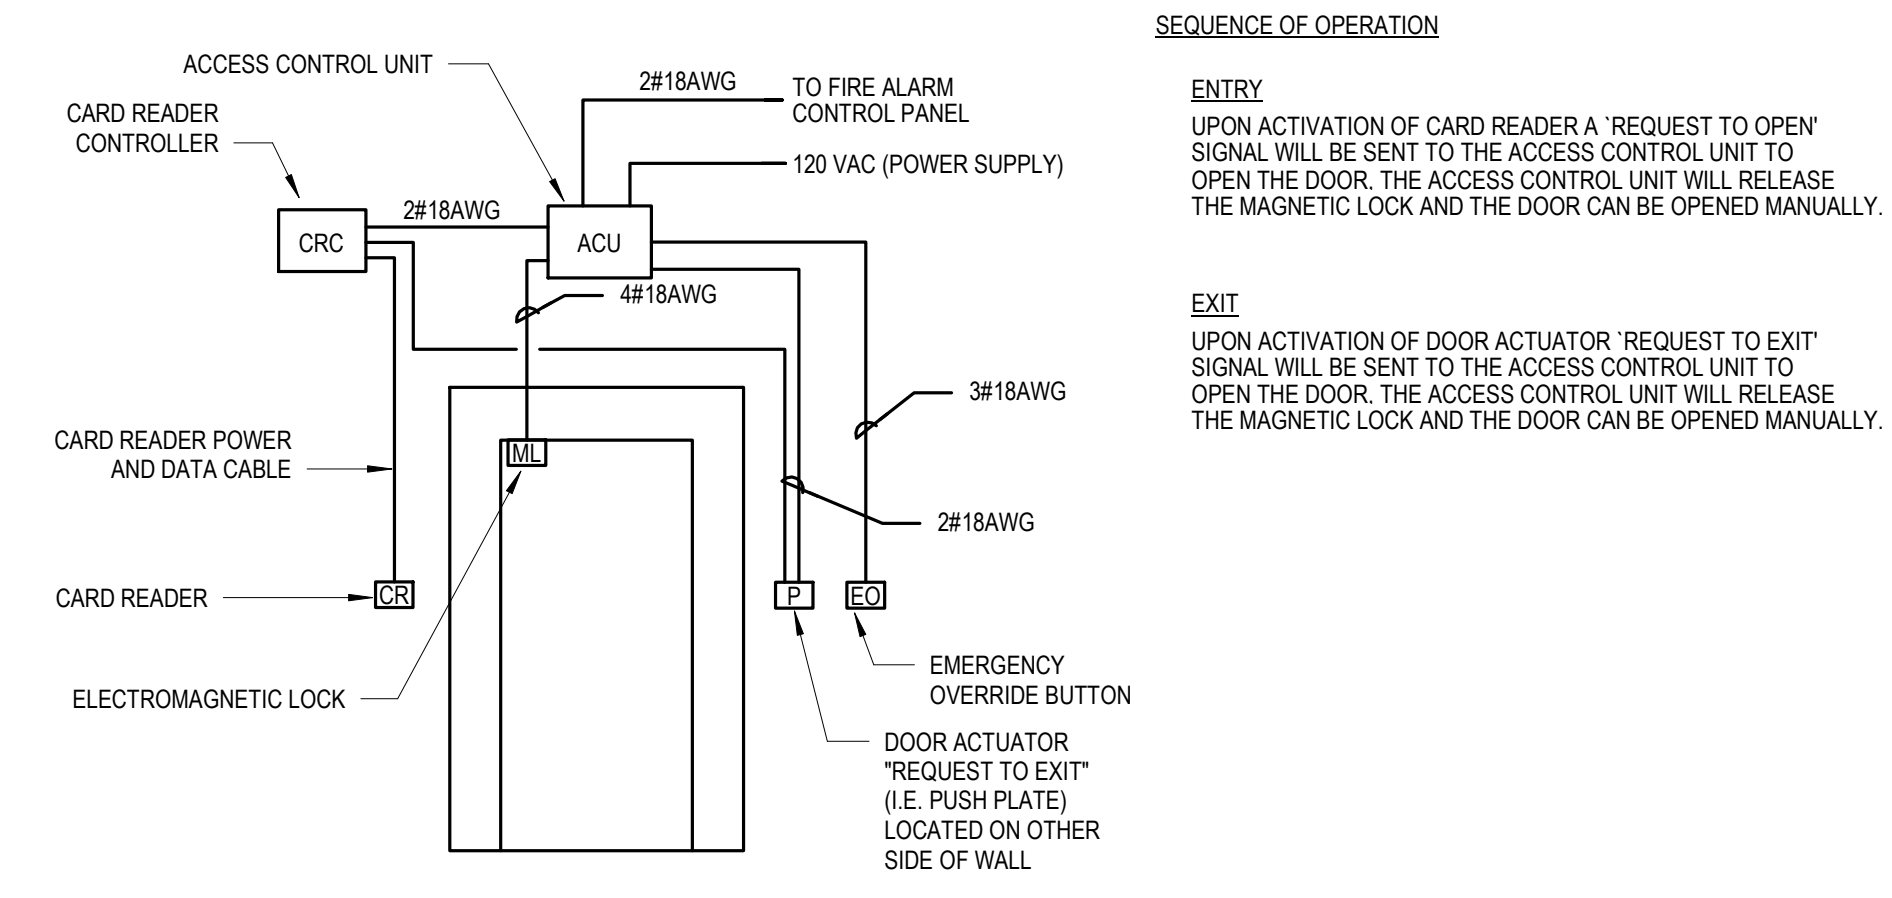 SEQUENCE OF OPERATION
ACCESS CONTROL UNIT
2#18AWG
TO FIRE ALARM
CONTROL PANEL
CARD READER
CONTROLLER
120 VAC (POWER SUPPLY)
2#18AWG
CRC
ACU
4#18AWG
3#18AWG
CARD READER POWER
AND DATA CABLE
ML
2#18AWG
CARD READER
CR
P
EO
EMERGENCY
OVERRIDE BUTTON
ELECTROMAGNETIC LOCK
DOOR ACTUATOR
"REQUEST TO EXIT"
(I.E. PUSH PLATE)
LOCATED ON OTHER
SIDE OF WALL
ENTRY
UPON ACTIVATION OF CARD READER A `REQUEST TO OPEN'
SIGNAL WILL BE SENT TO THE ACCESS CONTROL UNIT TO
OPEN THE DOOR. THE ACCESS CONTROL UNIT WILL RELEASE
THE MAGNETIC LOCK AND THE DOOR CAN BE OPENED MANUALLY.
EXIT
UPON ACTIVATION OF DOOR ACTUATOR `REQUEST TO EXIT'
SIGNAL WILL BE SENT TO THE ACCESS CONTROL UNIT TO
OPEN THE DOOR. THE ACCESS CONTROL UNIT WILL RELEASE
THE MAGNETIC LOCK AND THE DOOR CAN BE OPENED MANUALLY.